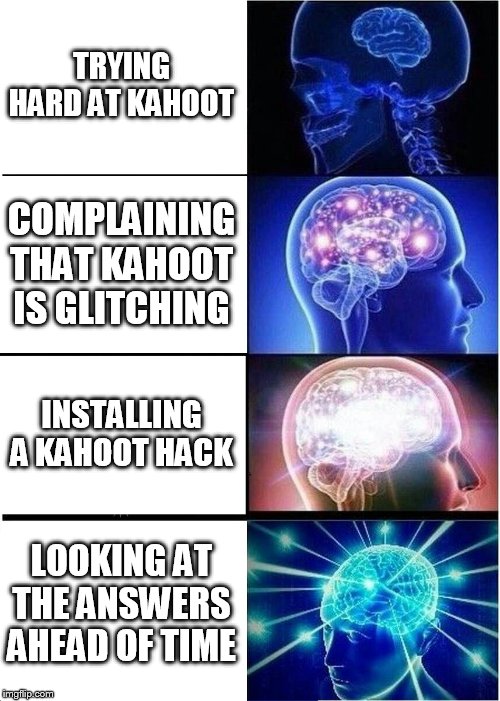 TRYING
HARD AT KAHOOT
COMPLAINING
THAT KAHOOT
IS GLITCHING
INSTALLING
A KAHOOT HACK
LOOKING AT
THE ANSWERS
AHEAD OF TIME
imgflip.com